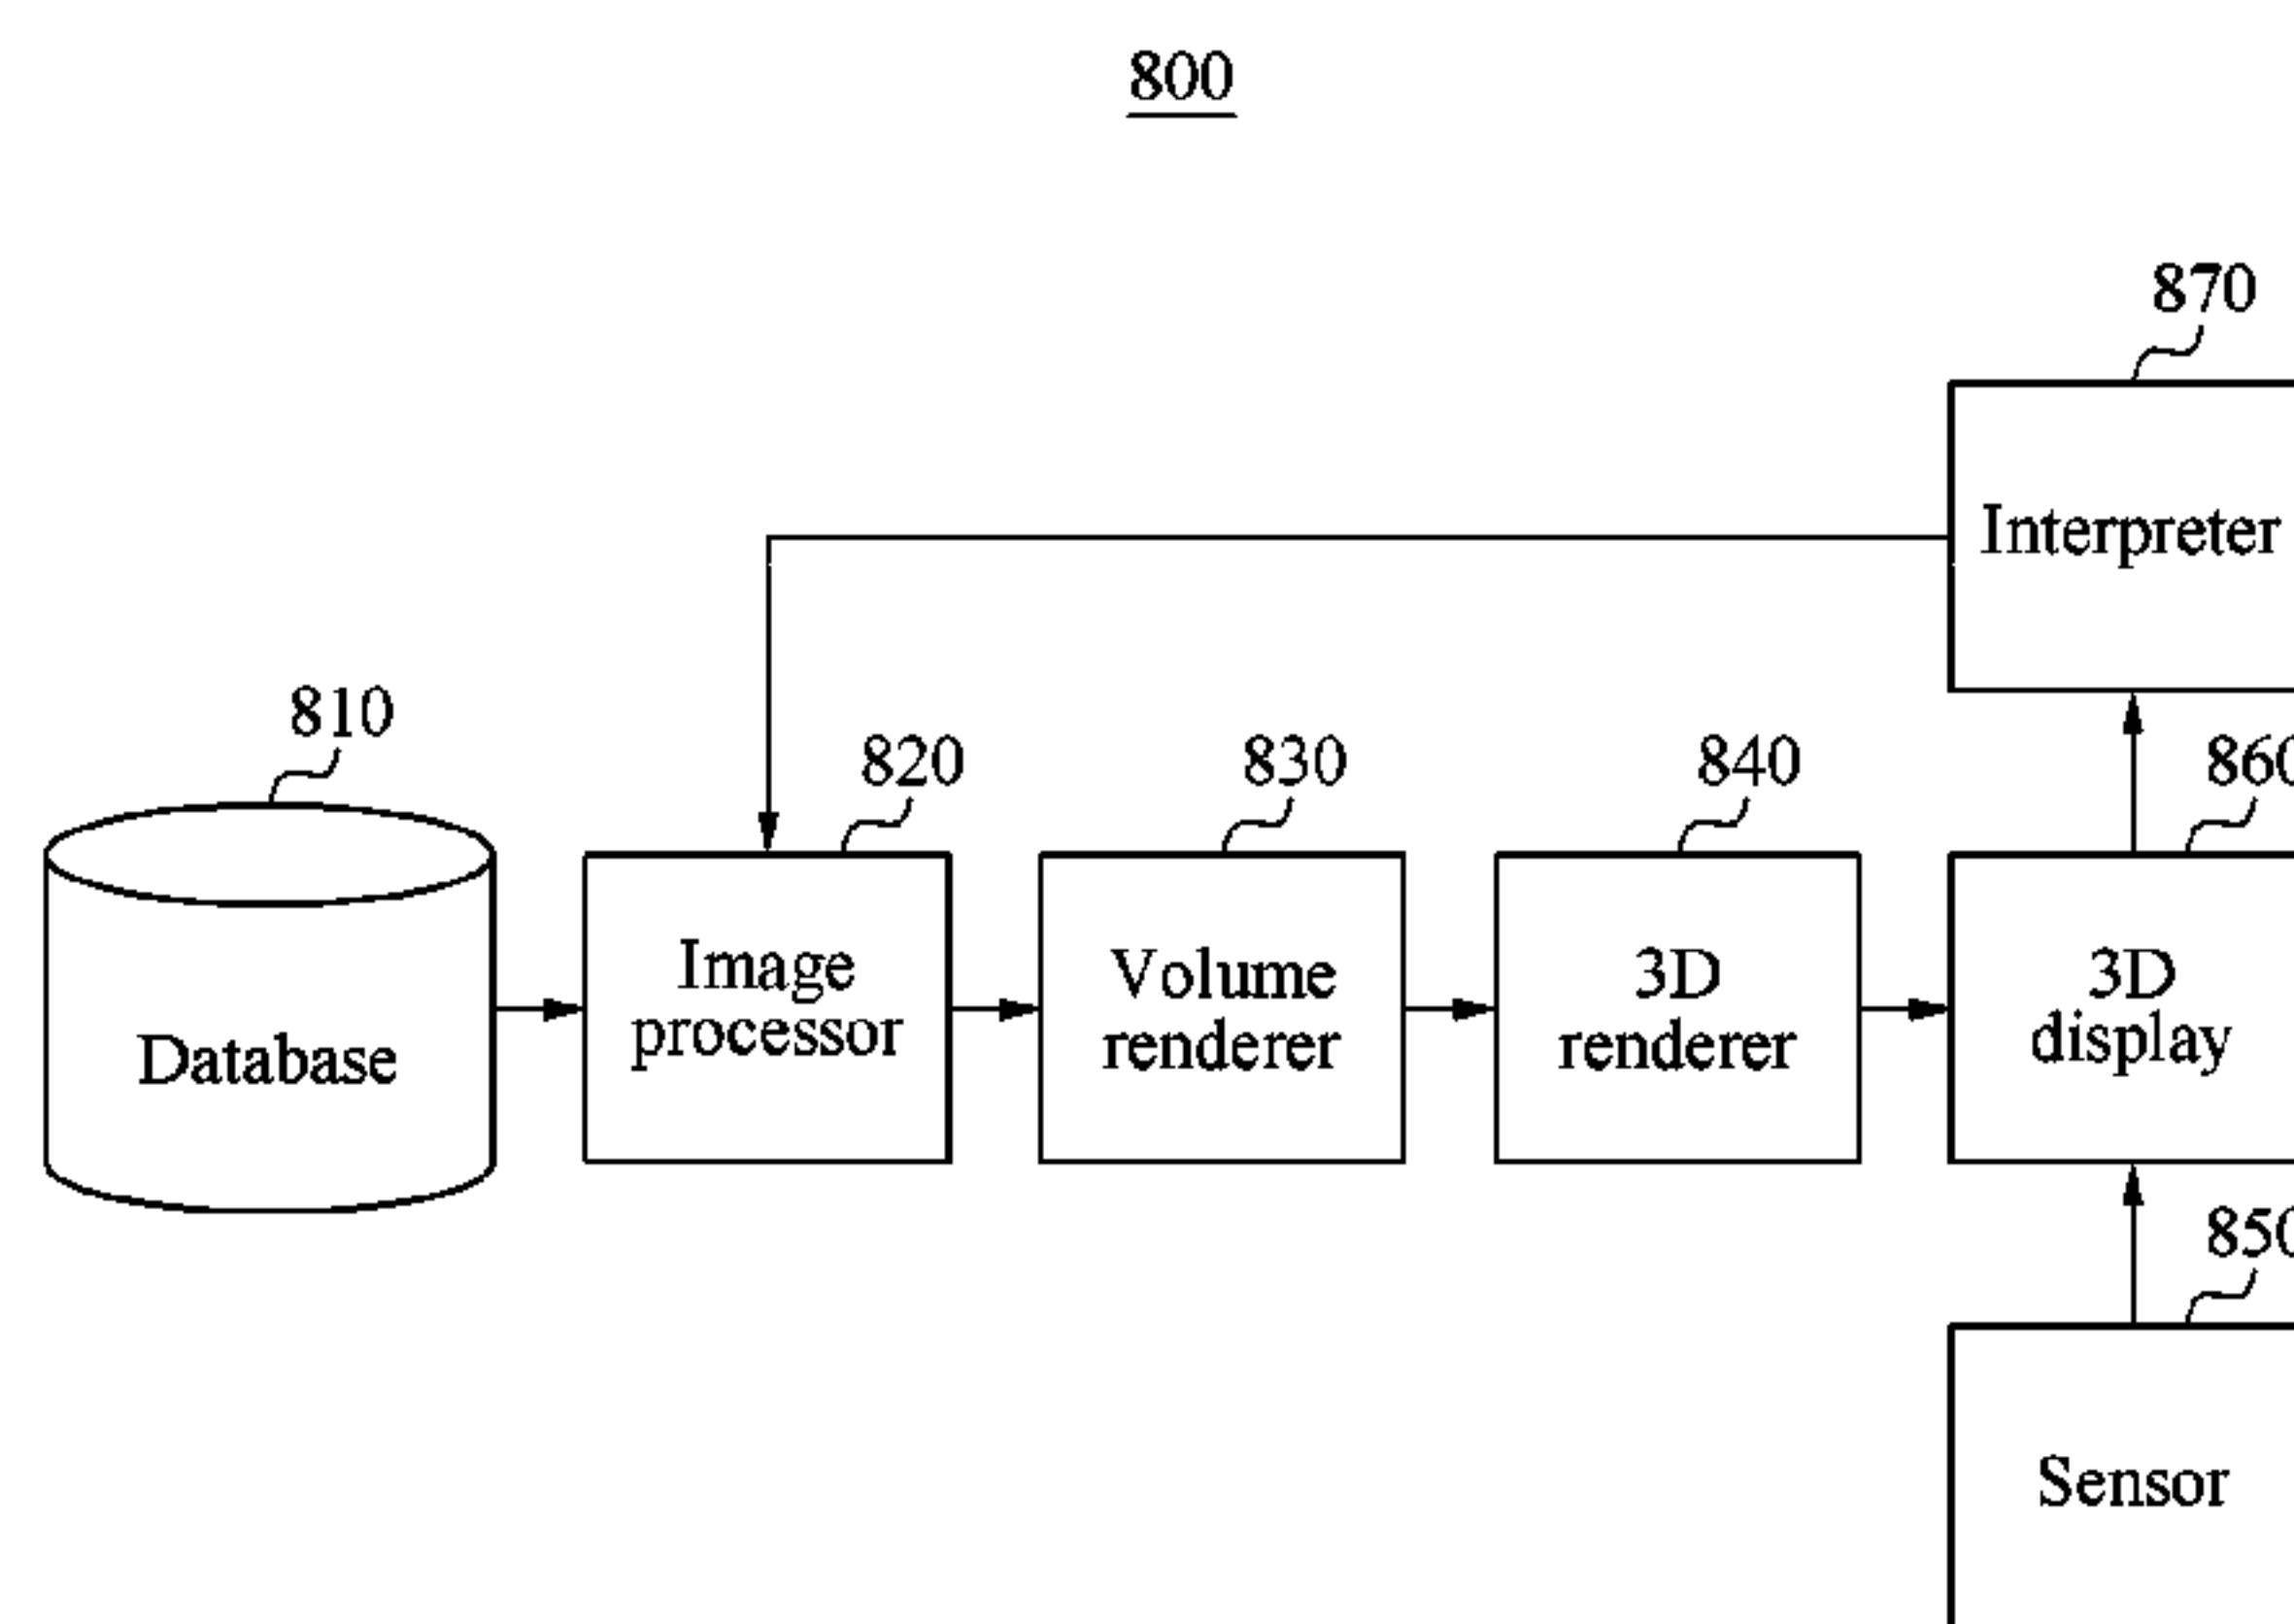 800
870
Interpreter
810
820
830
840
860
Image
processor
Volume
renderer
3D
renderer
3D
display
Database
850
Sensor